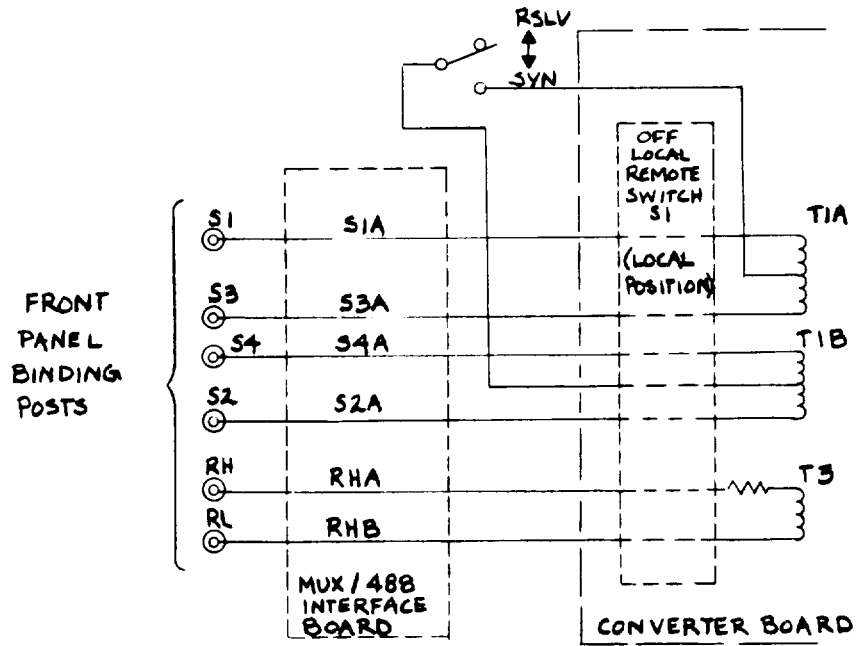 RSLV
SYN
OFF
LOCAL
REMOTE
SWITCH
S1
(LOCAL
POSITION)
T1A
T1B
T3
S1
S1A
S3
S3A
S4
S4A
S2
S2A
RH
RHA
RL
RHB
FRONT
PANEL
BINDING
POSTS
MUX / 488
INTERFACE
BOARD
CONVERTER BOARD